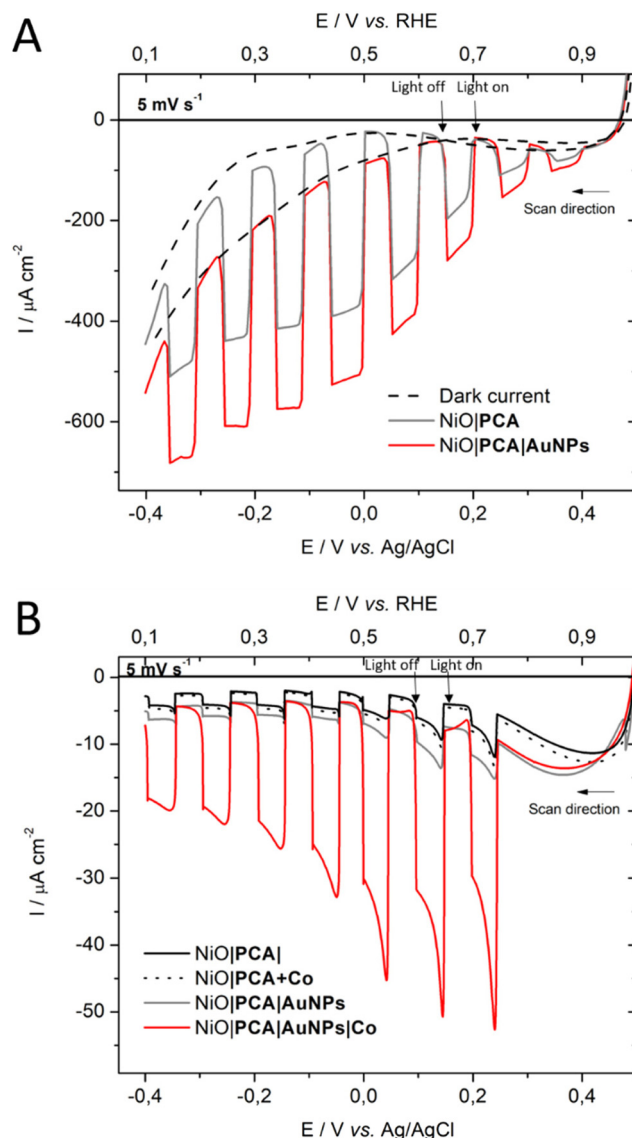 A
E / V vs. RHE
0,1 0,3 0,5 0,7 0,9
5 mV s⁻¹
Light off Light on
0
-200
-400
-600
I / µA cm⁻²
Scan direction
Dark current
NiO|PCA
NiO|PCA|AuNPs
-0,4 -0,2 0,0 0,2 0,4
E / V vs. Ag/AgCl
B
E / V vs. RHE
0,1 0,3 0,5 0,7 0,9
5 mV s⁻¹
Light off Light on
0
-10
-20
-30
-40
-50
I / µA cm⁻²
Scan direction
NiO|PCA|
NiO|PCA+Co
NiO|PCA|AuNPs
NiO|PCA|AuNPs|Co
-0,4 -0,2 0,0 0,2 0,4
E / V vs. Ag/AgCl